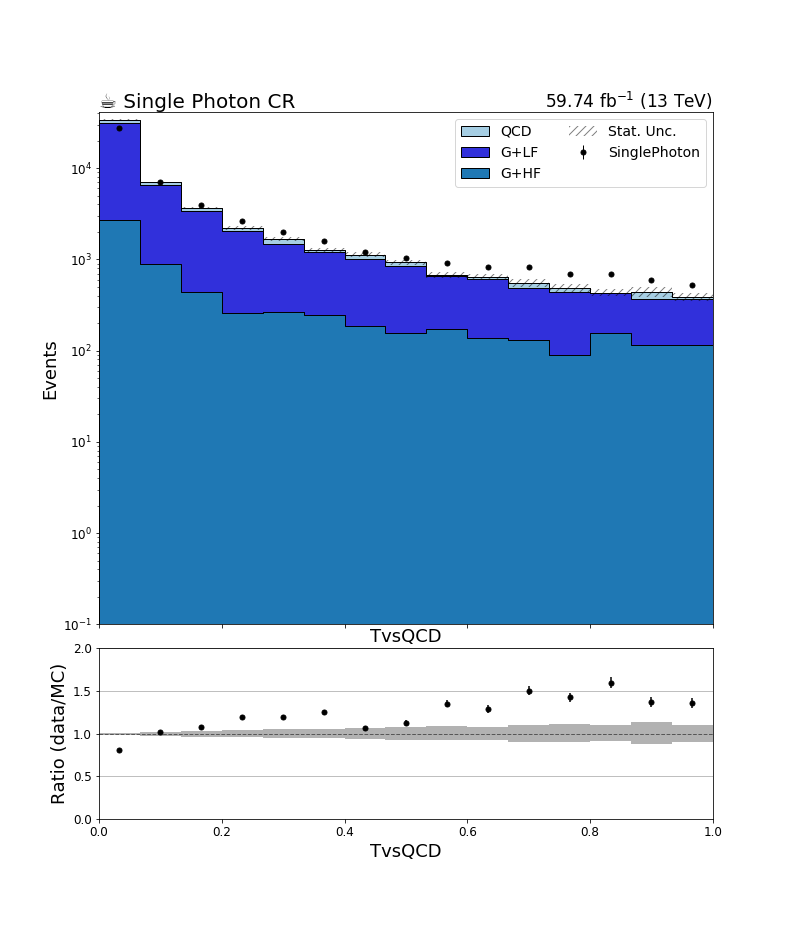 ☕ Single Photon CR
59.74 fb⁻¹ (13 TeV)
QCD
G+LF
G+HF
Stat. Unc.
SinglePhoton
Events
10⁴
10³
10²
10¹
10⁰
10⁻¹
TvsQCD
Ratio (data/MC)
2.0
1.5
1.0
0.5
0.0
0.0 0.2 0.4 0.6 0.8 1.0
TvsQCD